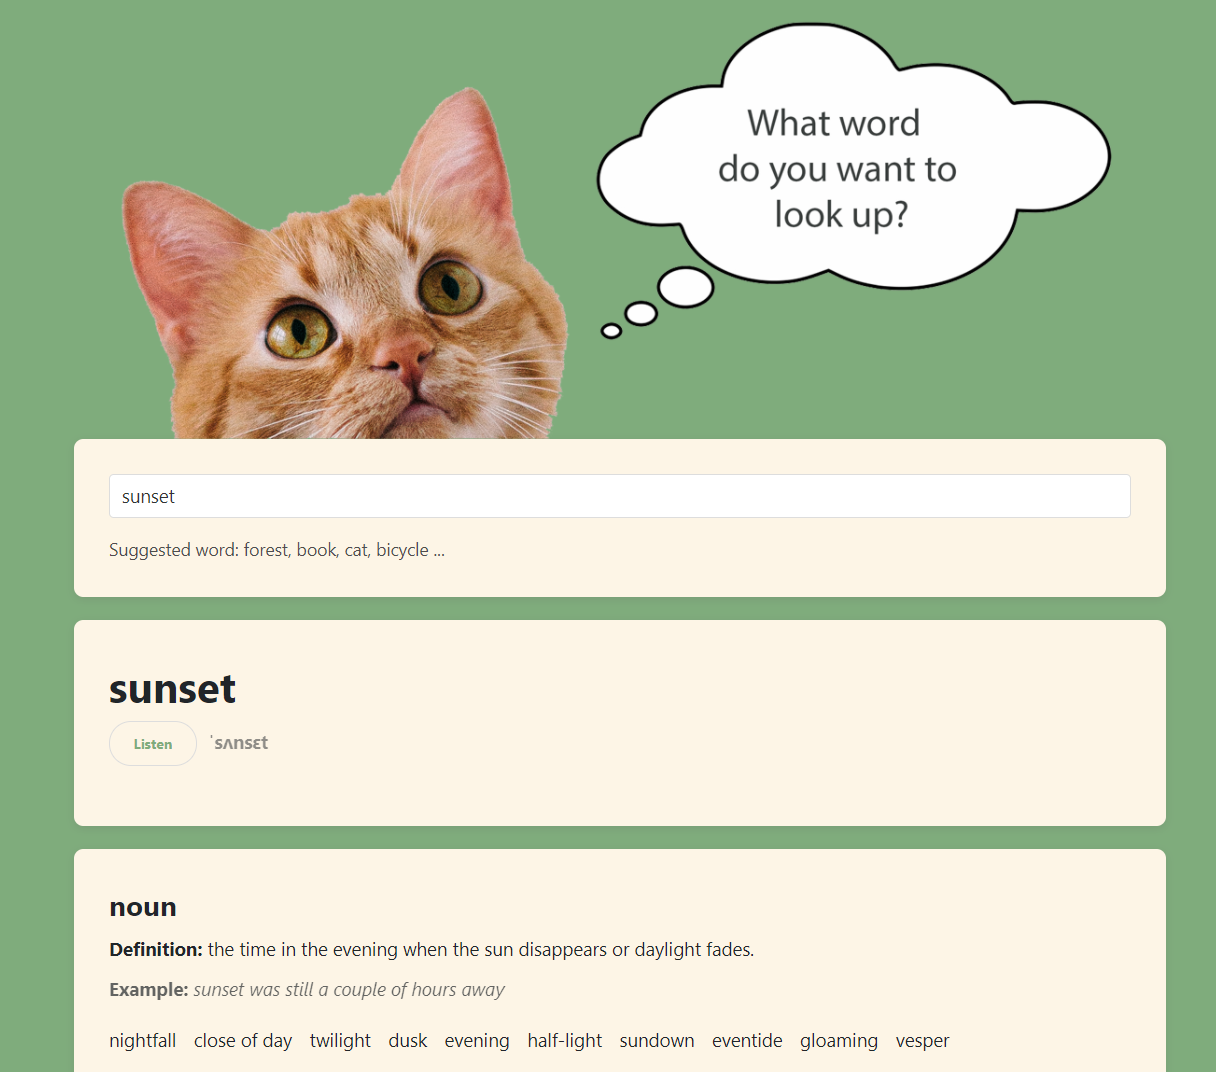 What word
do you want to
look up?
sunset
Suggested word: forest, book, cat, bicycle ...
sunset
Listen ˈsʌnsɛt
noun
Definition: the time in the evening when the sun disappears or daylight fades.
Example: sunset was still a couple of hours away
nightfall close of day twilight dusk evening half-light sundown eventide gloaming vesper